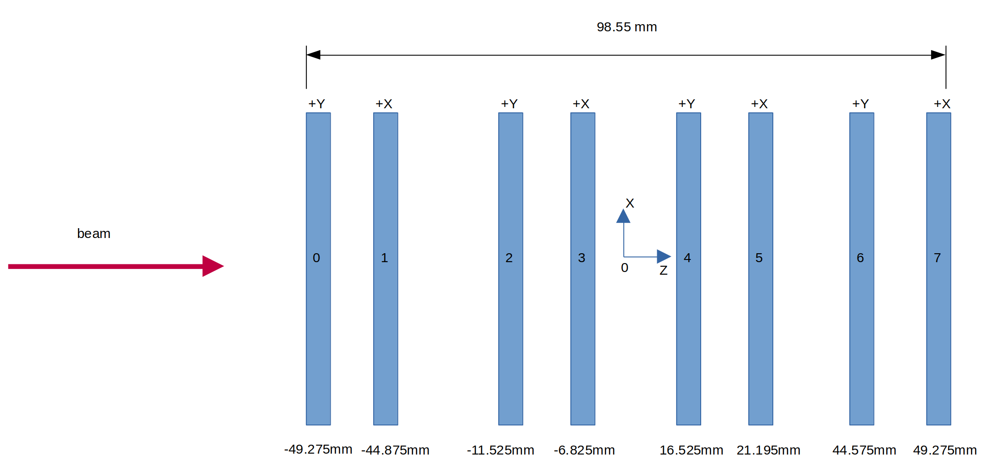 98.55 mm
+Y +X +Y +X +Y +X +Y +X
X
beam
0 1 2 3 4 5 6 7
0 Z
-49.275mm -44.875mm -11.525mm -6.825mm 16.525mm 21.195mm 44.575mm 49.275mm